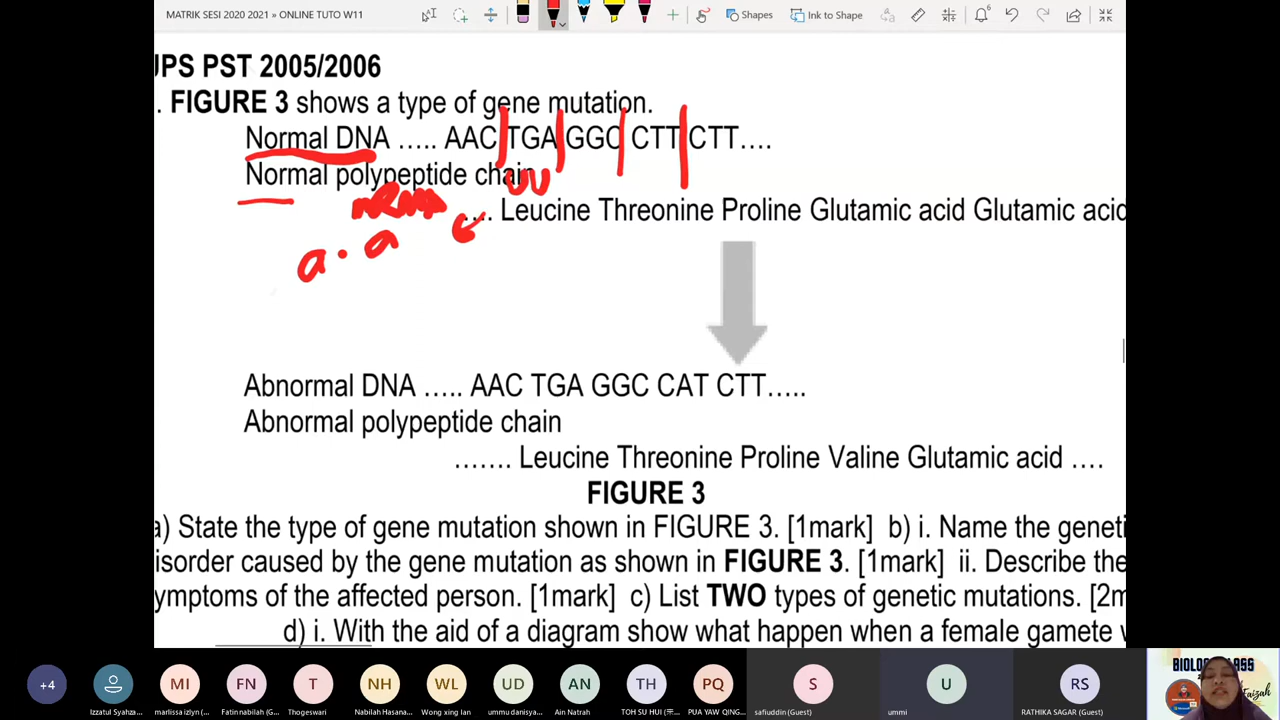 MATRIK SESI 2020 2021 » ONLINE TUTO W11
Shapes
Ink to Shape
6
UPS PST 2005/2006
. FIGURE 3 shows a type of gene mutation.
Normal DNA ….. AAC TGA GGC CTT CTT….
Normal polypeptide chain
mRNA
…. Leucine Threonine Proline Glutamic acid Glutamic acid
a . a
Abnormal DNA ….. AAC TGA GGC CAT CTT…..
Abnormal polypeptide chain
……. Leucine Threonine Proline Valine Glutamic acid ….
FIGURE 3
a) State the type of gene mutation shown in FIGURE 3. [1mark] b) i. Name the geneti
isorder caused by the gene mutation as shown in FIGURE 3. [1mark] ii. Describe the
ymptoms of the affected person. [1mark] c) List TWO types of genetic mutations. [2m
d) i. With the aid of a diagram show what happen when a female gamete w
+4
MI
FN
T
NH
WL
UD
AN
TH
PQ
S
U
RS
Izzatul Syahza...
marlissa izlyn (...
Fatin nabilah (G...
Thogeswari
Nabilah Hasana...
Wong xing lan
ummu danisya...
Ain Natrah
TOH SU HUI (...
PUA YAW QING...
safiuddin (Guest)
ummi
RATHIKA SAGAR (Guest)
Faizah